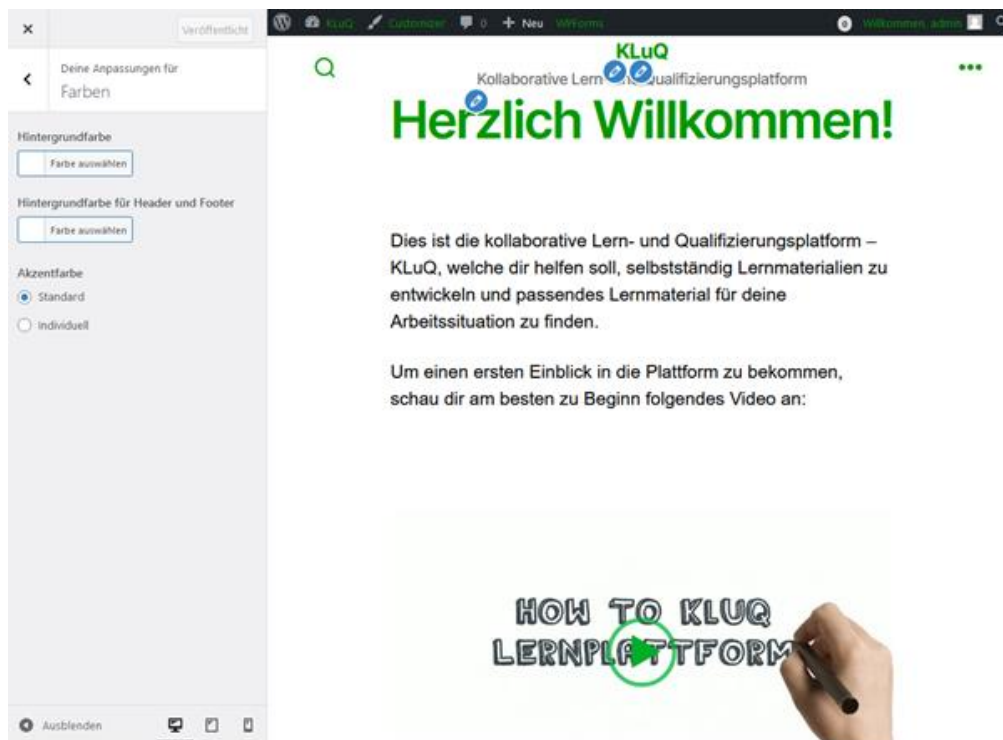 Veröffentlicht
KLuQ Customizer 0 Neu WPForms
0 Willkommen, admin
Deine Anpassungen für
Farben
Hintergrundfarbe
Farbe auswählen
Hintergrundfarbe für Header und Footer
Farbe auswählen
Akzentfarbe
Standard
Individuell
Ausblenden
KLuQ
Kollaborative Lern- und Qualifizierungsplatform
Herzlich Willkommen!
Dies ist die kollaborative Lern- und Qualifizierungsplatform –
KLuQ, welche dir helfen soll, selbstständig Lernmaterialien zu
entwickeln und passendes Lernmaterial für deine
Arbeitssituation zu finden.
Um einen ersten Einblick in die Plattform zu bekommen,
schau dir am besten zu Beginn folgendes Video an:
HOW TO KLUQ
LERNPLATTFORM